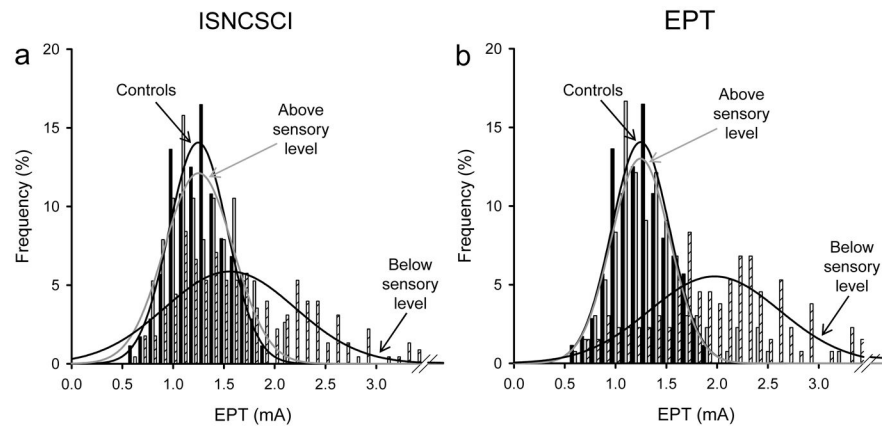 ISNCSCI
a
20
15
10
5
0
Frequency (%)
Controls
Above
sensory
level
Below
sensory
level
0.0 0.5 1.0 1.5 2.0 2.5 3.0
EPT (mA)
EPT
b
20
15
10
5
0
Frequency (%)
Controls
Above
sensory
level
Below
sensory
level
0.0 0.5 1.0 1.5 2.0 2.5 3.0
EPT (mA)